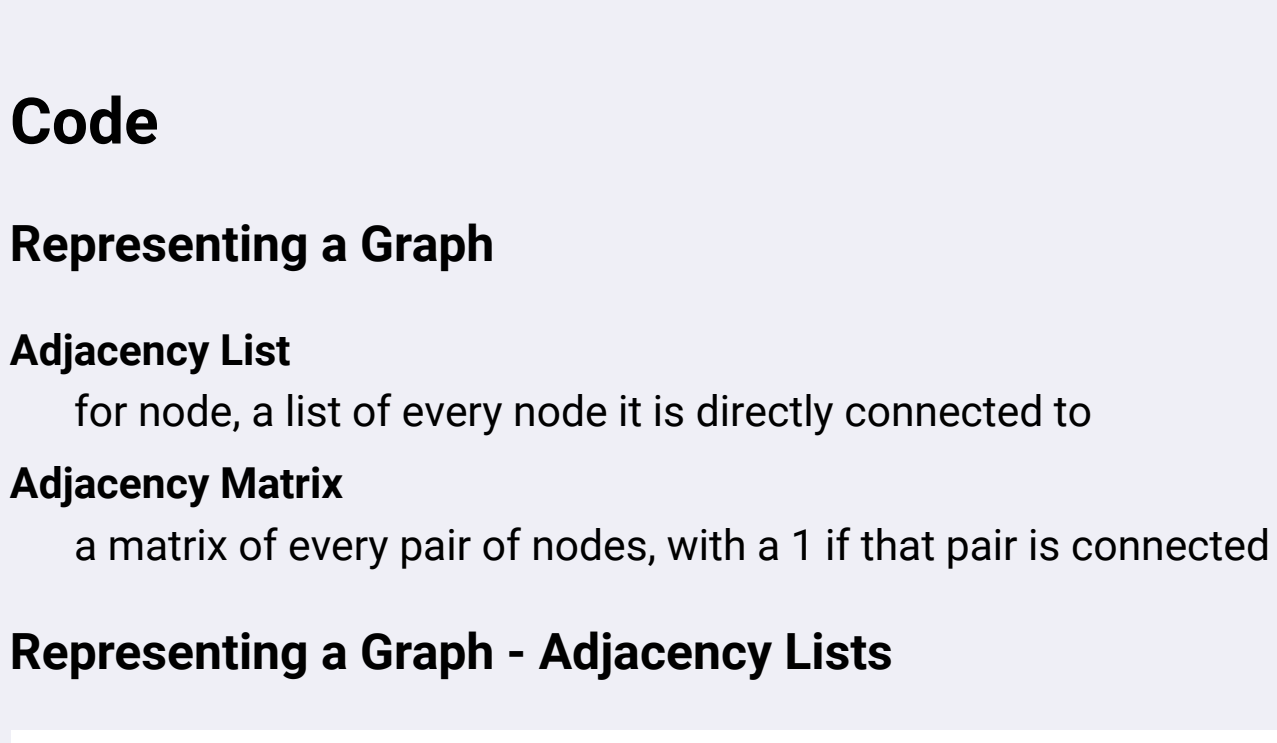 Code
Representing a Graph
Adjacency List
for node, a list of every node it is directly connected to
Adjacency Matrix
a matrix of every pair of nodes, with a 1 if that pair is connected
Representing a Graph - Adjacency Lists